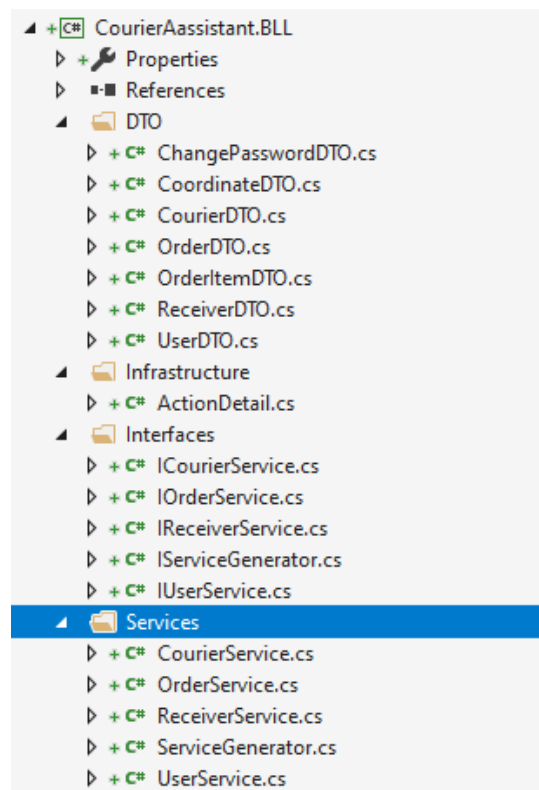 C# CourierAassistant.BLL
Properties
References
DTO
C# ChangePasswordDTO.cs
C# CoordinateDTO.cs
C# CourierDTO.cs
C# OrderDTO.cs
C# OrderItemDTO.cs
C# ReceiverDTO.cs
C# UserDTO.cs
Infrastructure
C# ActionDetail.cs
Interfaces
C# ICourierService.cs
C# IOrderService.cs
C# IReceiverService.cs
C# IServiceGenerator.cs
C# IUserService.cs
Services
C# CourierService.cs
C# OrderService.cs
C# ReceiverService.cs
C# ServiceGenerator.cs
C# UserService.cs